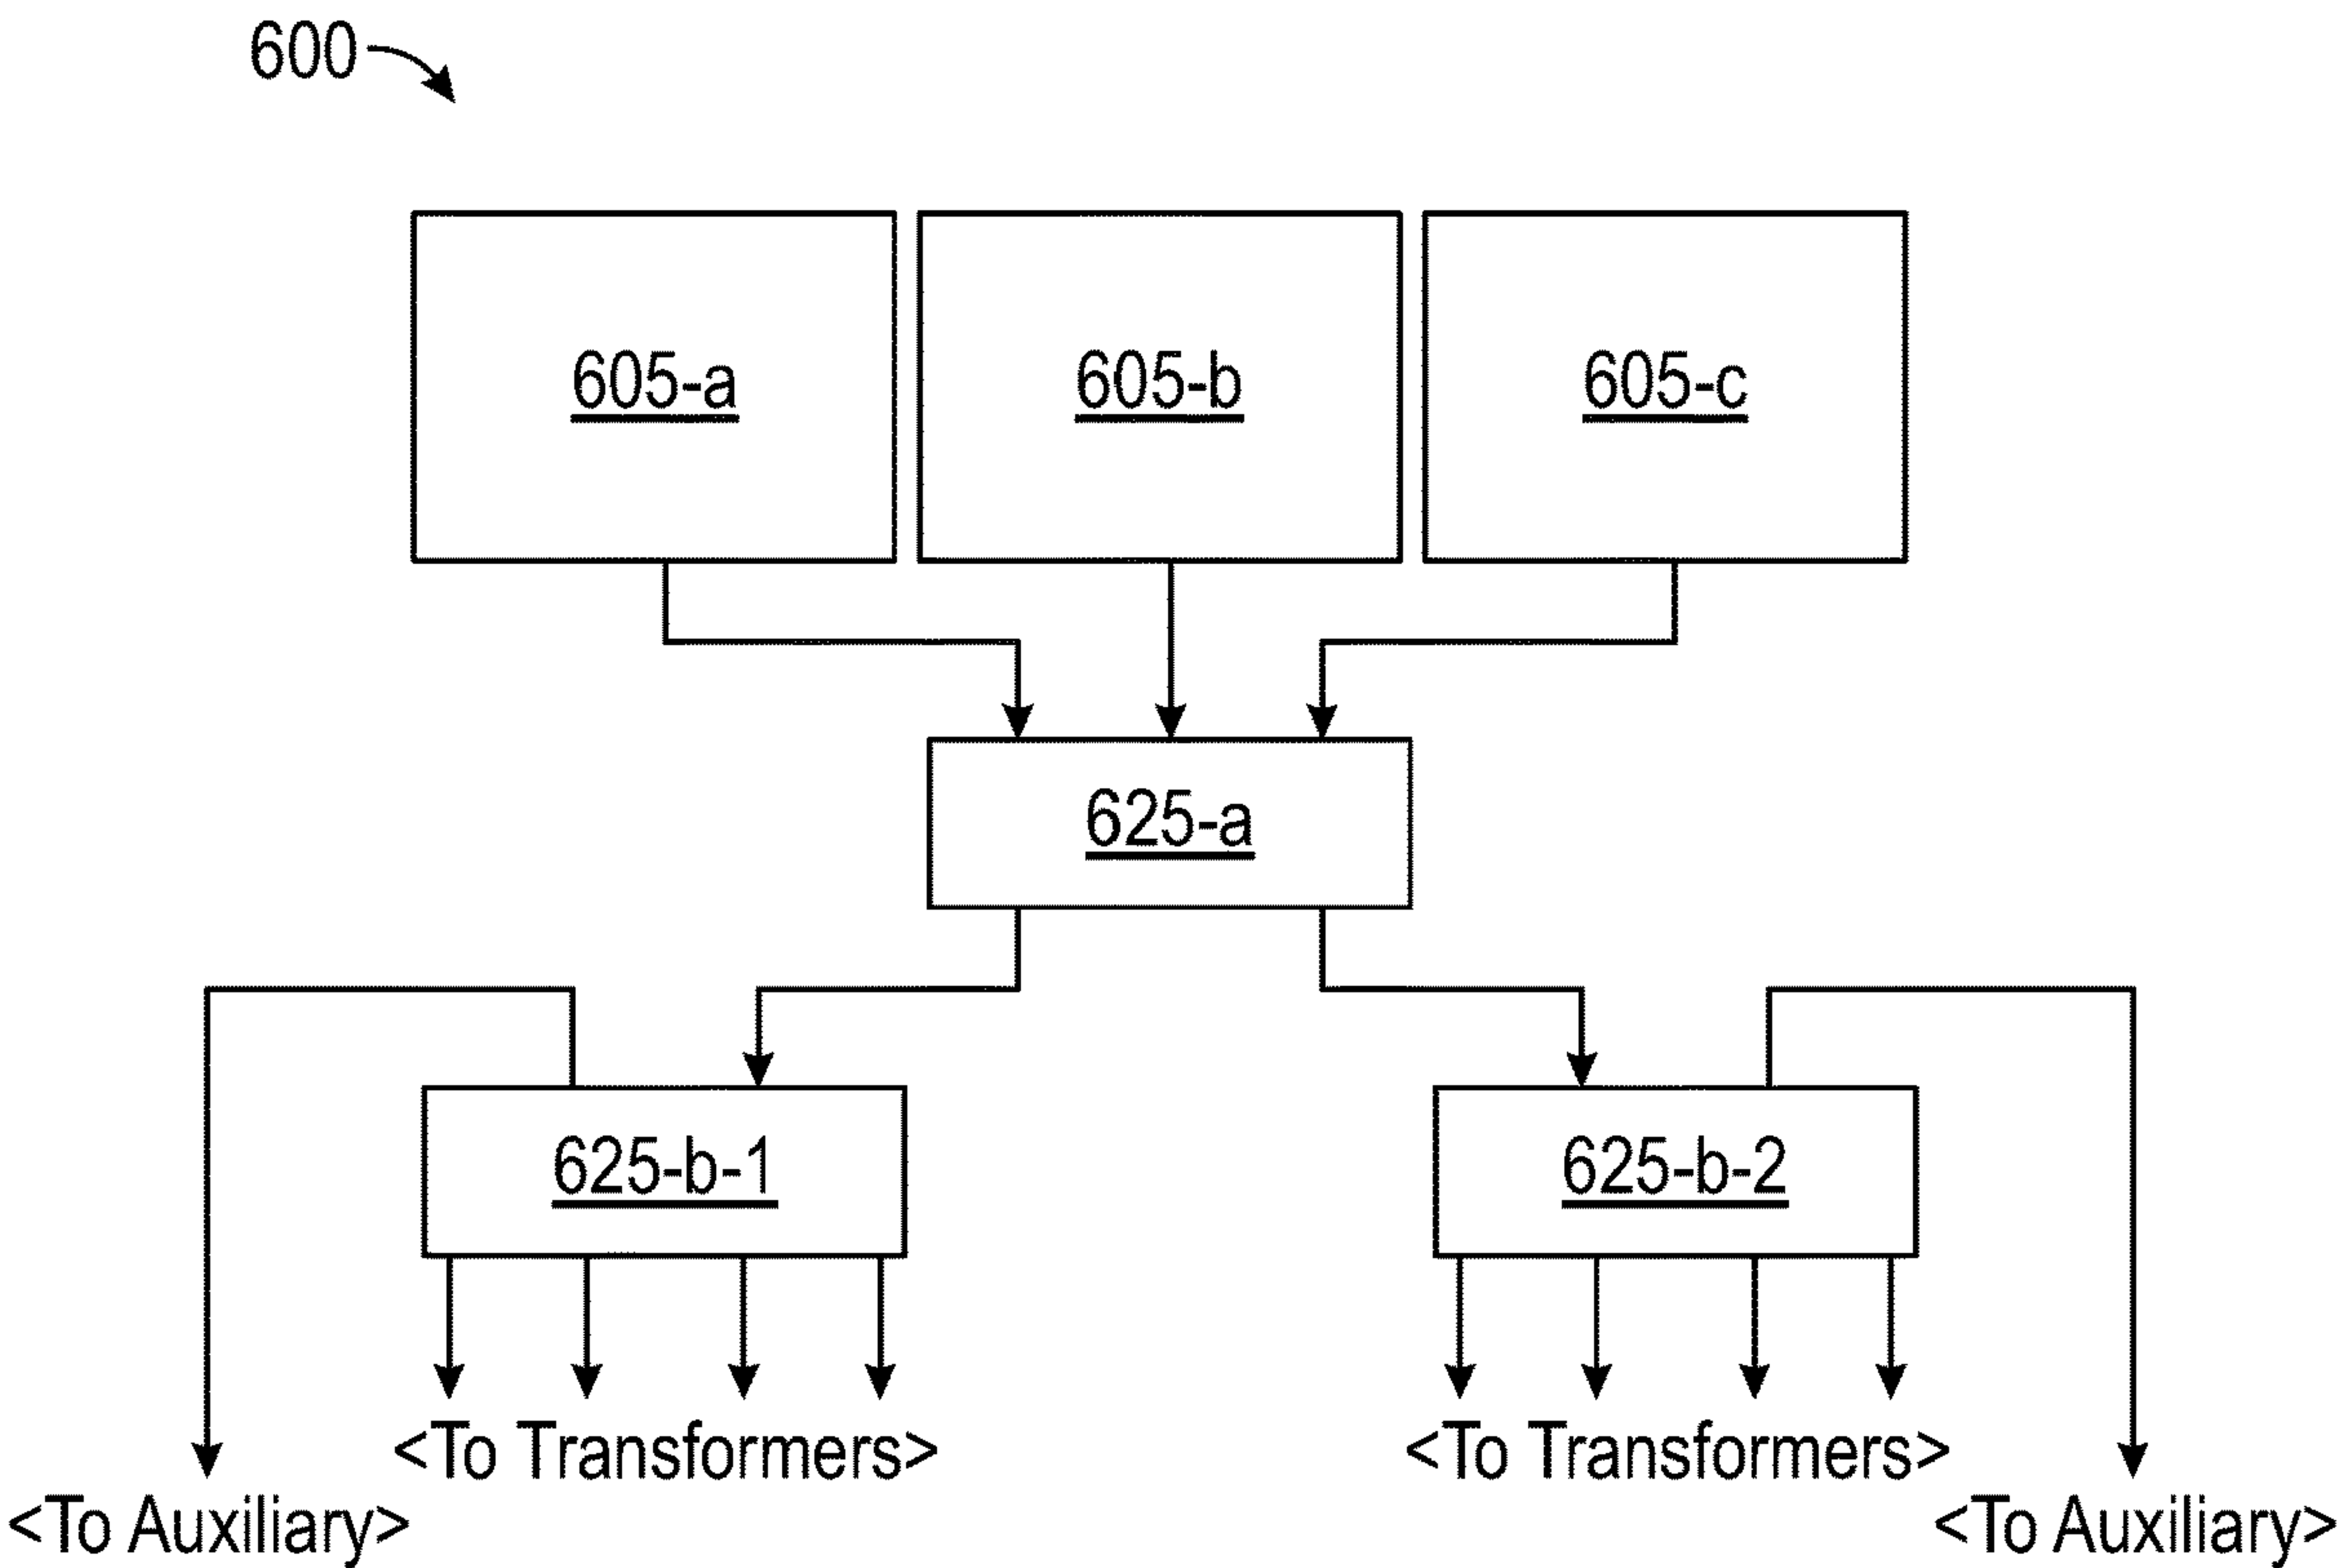 600
605-a
605-b
605-c
625-a
625-b-1
625-b-2
<To Transformers>
<To Transformers>
<To Auxiliary>
<To Auxiliary>